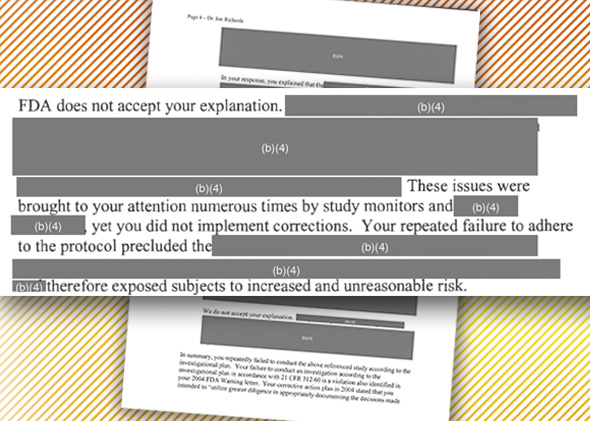 Page 4 – Dr. Joe Richards
In your response, you explained that the
FDA does not accept your explanation. (b)(4)
(b)(4)
(b)(4) These issues were
brought to your attention numerous times by study monitors and (b)(4)
(b)(4), yet you did not implement corrections. Your repeated failure to adhere
to the protocol precluded the (b)(4)
(b)(4)
(b)(4) therefore exposed subjects to increased and unreasonable risk.
We do not accept your explanation.
In summary, you repeatedly failed to conduct the above referenced study according to the
investigational plan. Your failure to conduct an investigation according to the
investigational plan in accordance with 21 CFR 312.60 is a violation also identified in
your 2004 FDA Warning letter. Your corrective action plan in 2004 stated that you
intended to "utilize greater diligence in appropriately documenting the decisions made